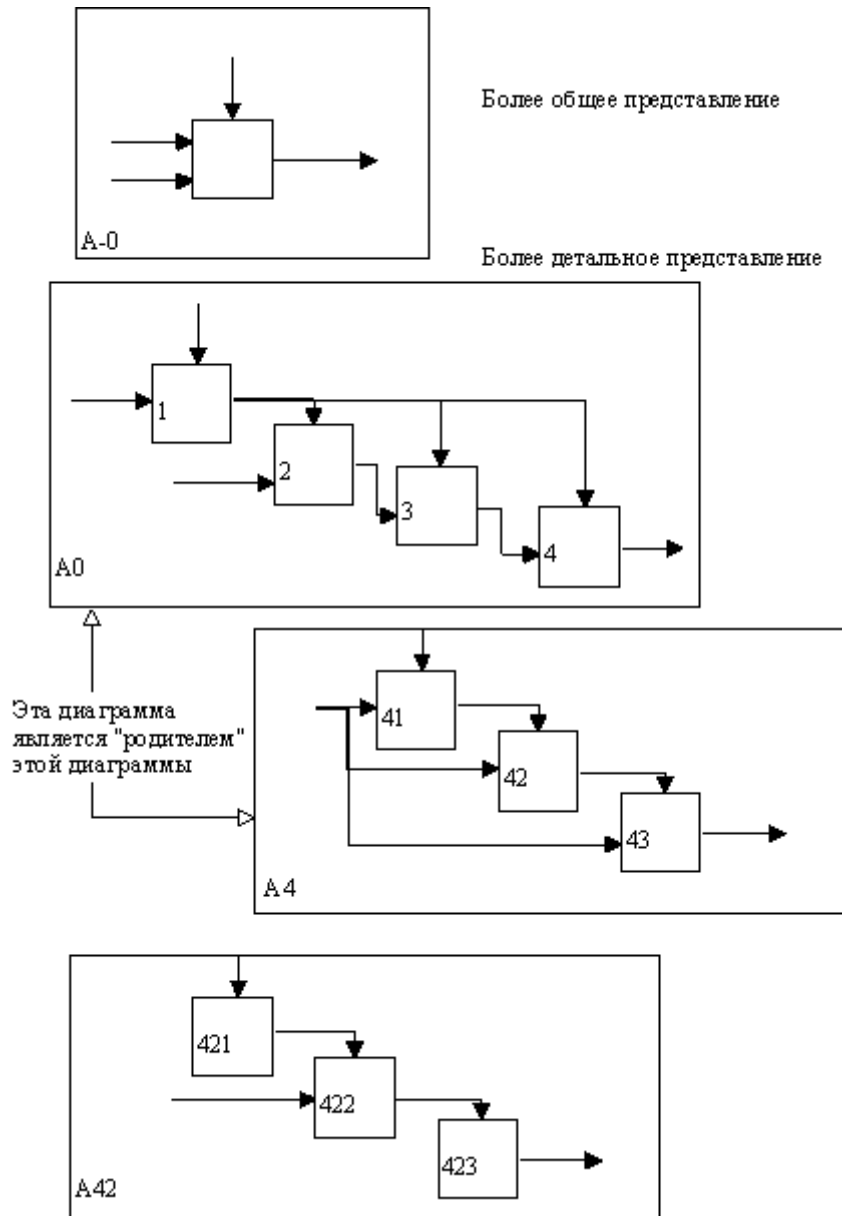 Более общее представление
A-0
Более детальное представление
1
2
3
4
A0
Эта диаграмма
является "родителем"
этой диаграммы
41
42
43
A4
421
422
423
A42